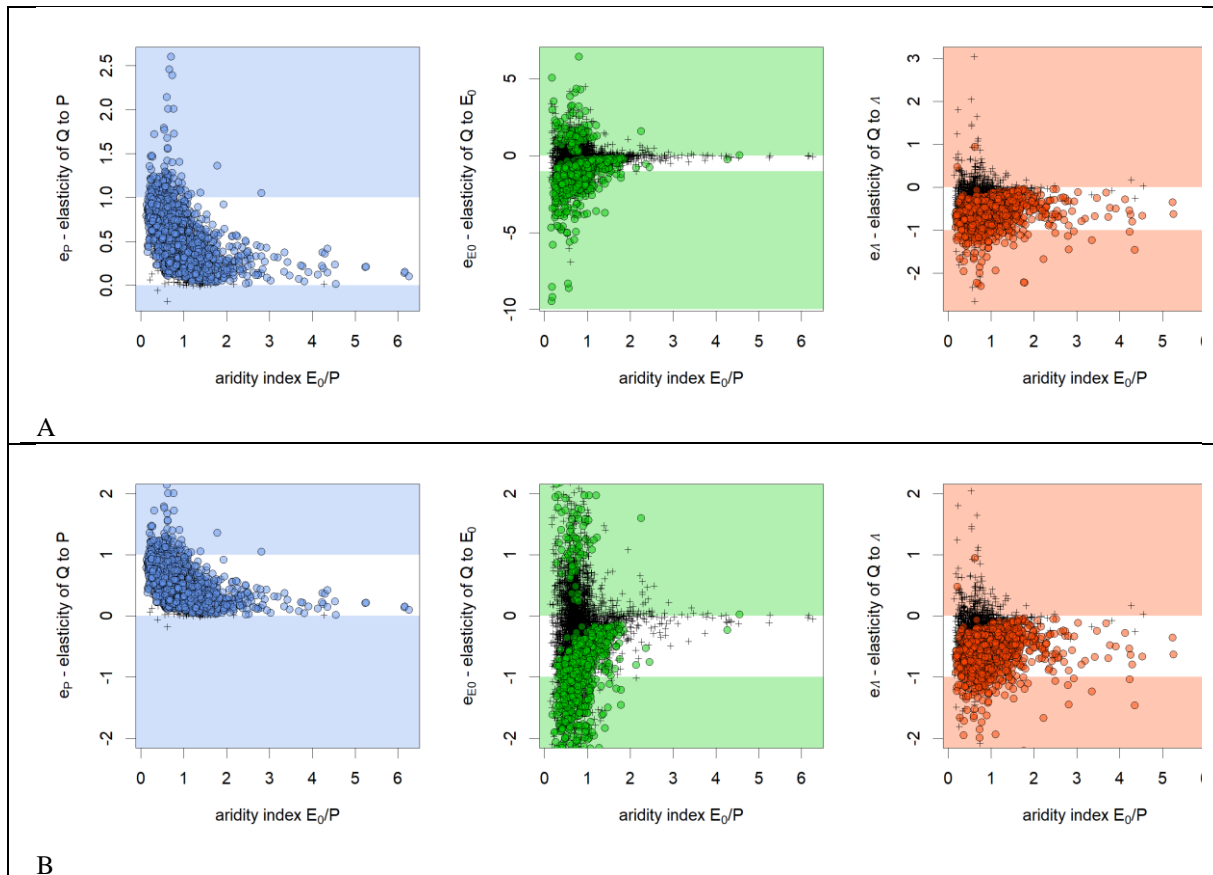 eP - elasticity of Q to P
2.5
2.0
1.5
1.0
0.5
0.0
0 1 2 3 4 5 6
aridity index E0/P
eE0 - elasticity of Q to E0
5
0
-5
-10
0 1 2 3 4 5 6
aridity index E0/P
eΛ - elasticity of Q to Λ
3
2
1
0
-1
-2
0 1 2 3 4 5
aridity index E0/P
A
eP - elasticity of Q to P
2
1
0
-1
-2
0 1 2 3 4 5 6
aridity index E0/P
eE0 - elasticity of Q to E0
2
1
0
-1
-2
0 1 2 3 4 5 6
aridity index E0/P
eΛ - elasticity of Q to Λ
2
1
0
-1
-2
0 1 2 3 4 5
aridity index E0/P
B